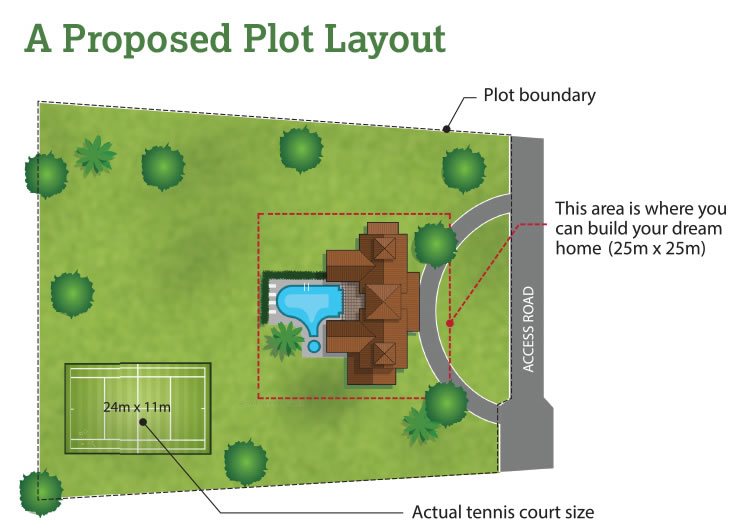 A Proposed Plot Layout
Plot boundary
This area is where you
can build your dream
home (25m x 25m)
ACCESS ROAD
24m x 11m
Actual tennis court size